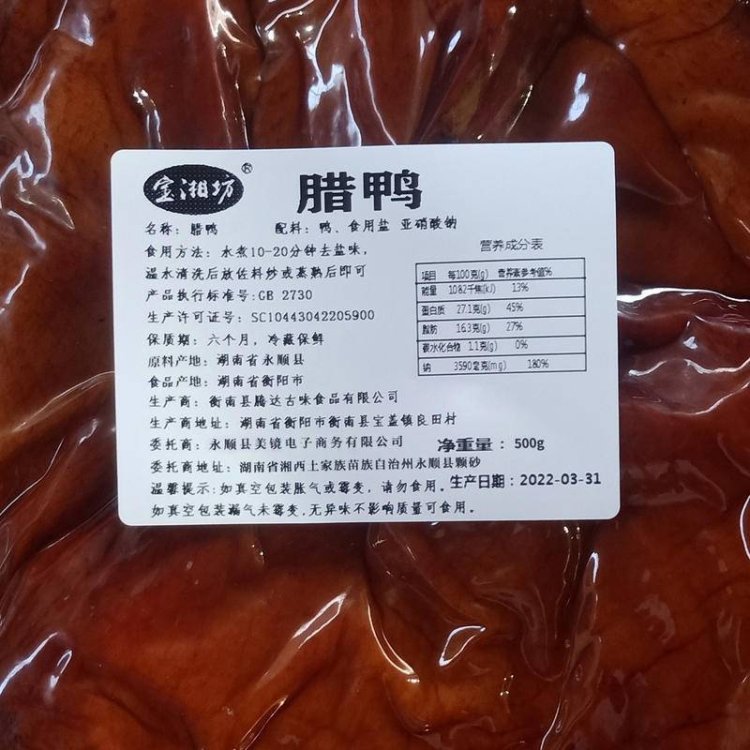 宝湘坊®
腊鸭
名称：腊鸭 配料：鸭、食用盐 亚硝酸钠
食用方法：水煮10-20分钟去盐味，
温水清洗后放佐料炒或蒸熟后即可
产品执行标准号：GB 2730
生产许可证号：SC10443042205900
保质期：六个月，冷藏保鲜
原料产地：湖南省永顺县
食品产地：湖南省衡阳市
生产商：衡南县腾达古味食品有限公司
生产商地址：湖南省衡阳市衡南县宝盖镇良田村
委托商：永顺县美镜电子商务有限公司
委托商地址：湖南省湘西土家族苗族自治州永顺县颗砂
温馨提示：如真空包装胀气或霉变，请勿食用。
如真空包装漏气未霉变，无异味不影响质量可食用。
营养成分表
项目 每100克(g) 营养素参考值%
能量 1082千焦(kJ) 13%
蛋白质 27.1克(g) 45%
脂肪 16.3克(g) 27%
碳水化合物 1.1克(g) 0%
钠 3590毫克(mg) 180%
净重量：500g
生产日期：2022-03-31